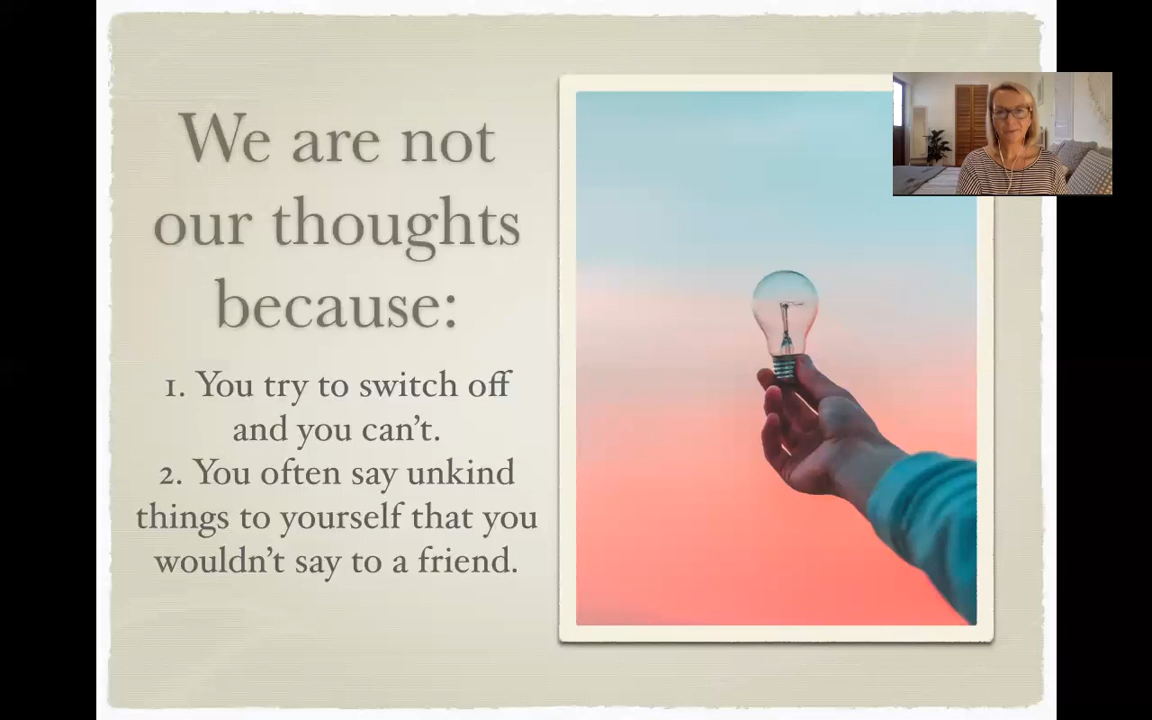 We are not
our thoughts
because:
1. You try to switch off
and you can’t.
2. You often say unkind
things to yourself that you
wouldn’t say to a friend.